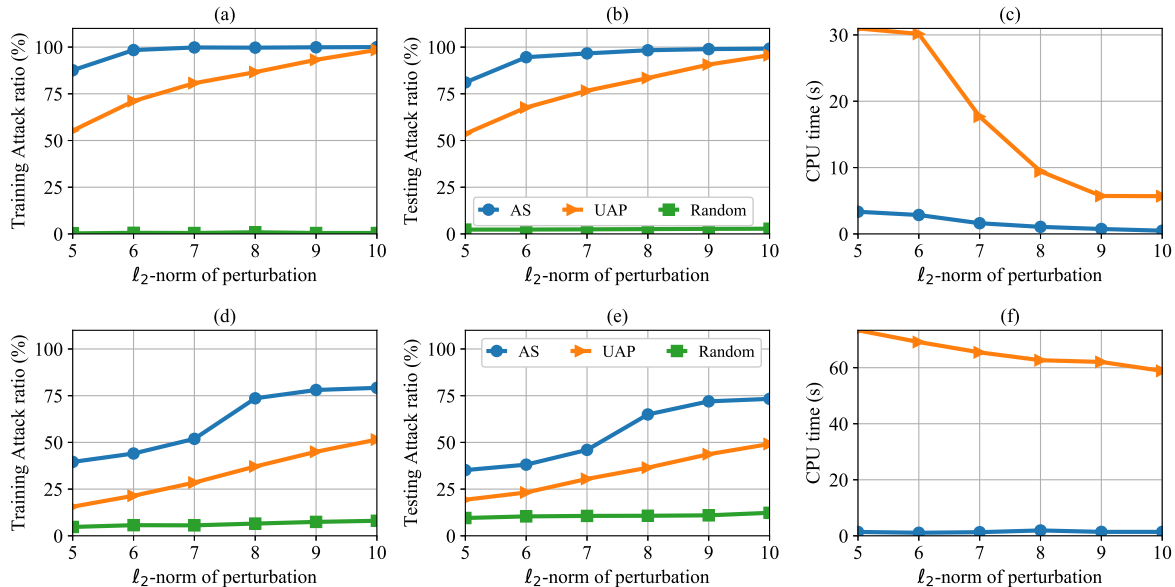 (a)
Training Attack ratio (%)
100
75
50
25
0
5 6 7 8 9 10
ℓ₂-norm of perturbation
(b)
Testing Attack ratio (%)
100
75
50
25
0
AS UAP Random
5 6 7 8 9 10
ℓ₂-norm of perturbation
(c)
CPU time (s)
30
20
10
0
5 6 7 8 9 10
ℓ₂-norm of perturbation
(d)
Training Attack ratio (%)
100
75
50
25
0
5 6 7 8 9 10
ℓ₂-norm of perturbation
(e)
Testing Attack ratio (%)
AS UAP Random
100
75
50
25
0
5 6 7 8 9 10
ℓ₂-norm of perturbation
(f)
CPU time (s)
60
40
20
0
5 6 7 8 9 10
ℓ₂-norm of perturbation